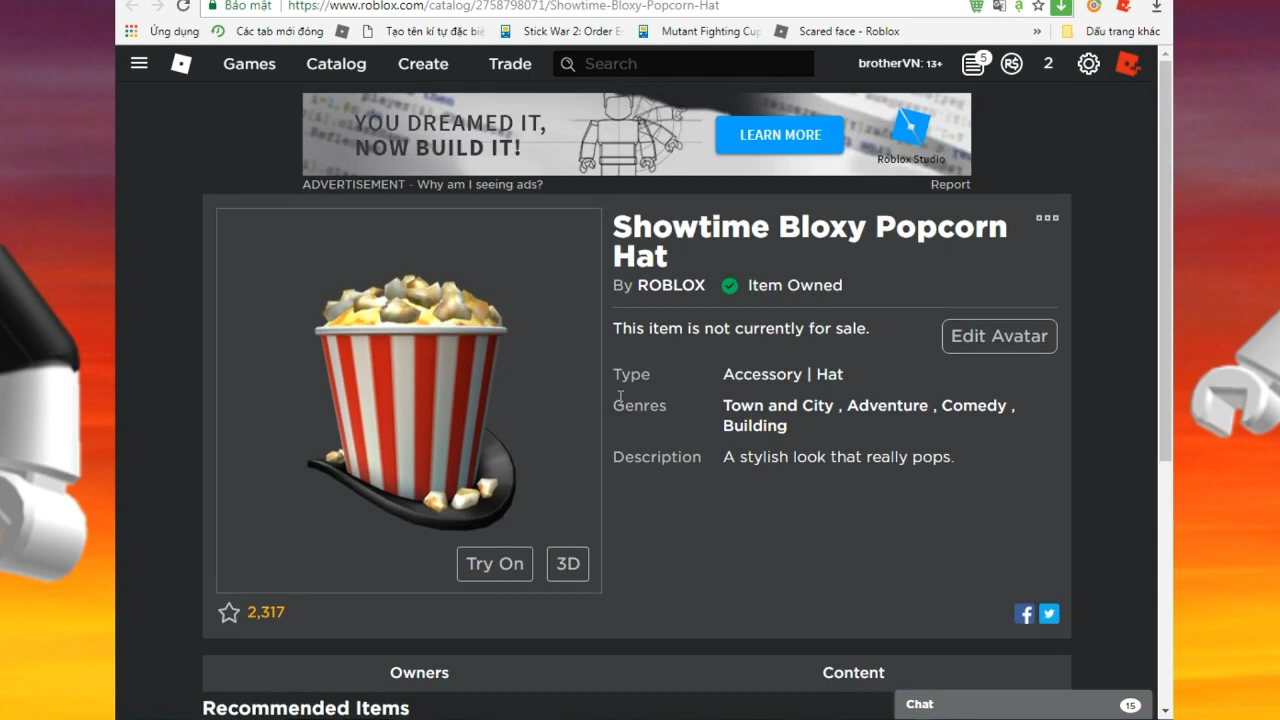 Bảo mật | https://www.roblox.com/catalog/2758798071/Showtime-Bloxy-Popcorn-Hat
Ứng dụng Các tab mới đóng Tạo tên kí tự đặc biệ Stick War 2: Order E Mutant Fighting Cup Scared face - Roblox » Dấu trang khác
Games Catalog Create Trade Search brotherVN: 13+ 5 R$ 2
YOU DREAMED IT,
NOW BUILD IT!
LEARN MORE
Roblox Studio
ADVERTISEMENT - Why am I seeing ads? Report
Showtime Bloxy Popcorn
Hat
By ROBLOX Item Owned
This item is not currently for sale. Edit Avatar
Type Accessory | Hat
Genres Town and City , Adventure , Comedy ,
Building
Description A stylish look that really pops.
Try On 3D
2,317
Owners Content
Recommended Items
Chat 15